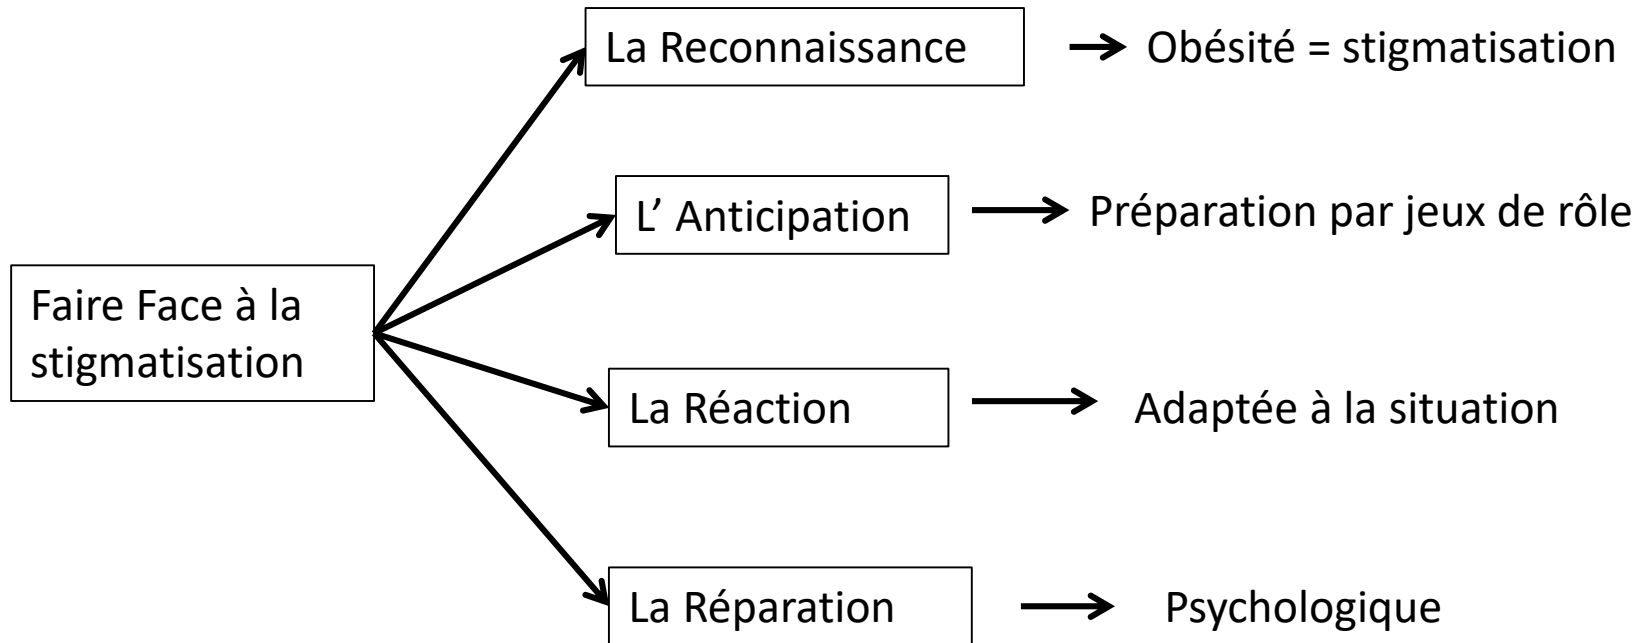 La Reconnaissance
Obésité = stigmatisation
L’ Anticipation
Préparation par jeux de rôle
Faire Face à la
stigmatisation
La Réaction
Adaptée à la situation
La Réparation
Psychologique